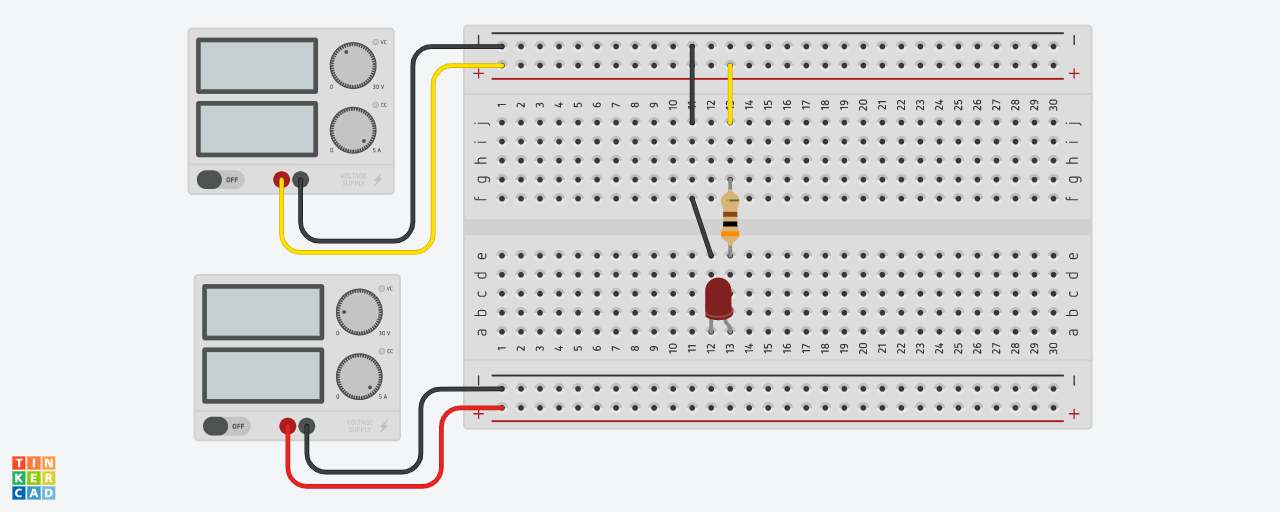 VC
0 30 V
CC
0 5 A
OFF VOLTAGE SUPPLY
VC
0 30 V
CC
0 5 A
OFF VOLTAGE SUPPLY
− −
+ +
1 2 3 4 5 6 7 8 9 10 11 12 13 14 15 16 17 18 19 20 21 22 23 24 25 26 27 28 29 30
j j
i i
h h
g g
f f
e e
d d
c c
b b
a a
1 2 3 4 5 6 7 8 9 10 11 12 13 14 15 16 17 18 19 20 21 22 23 24 25 26 27 28 29 30
− −
+ +
TIN
KER
CAD